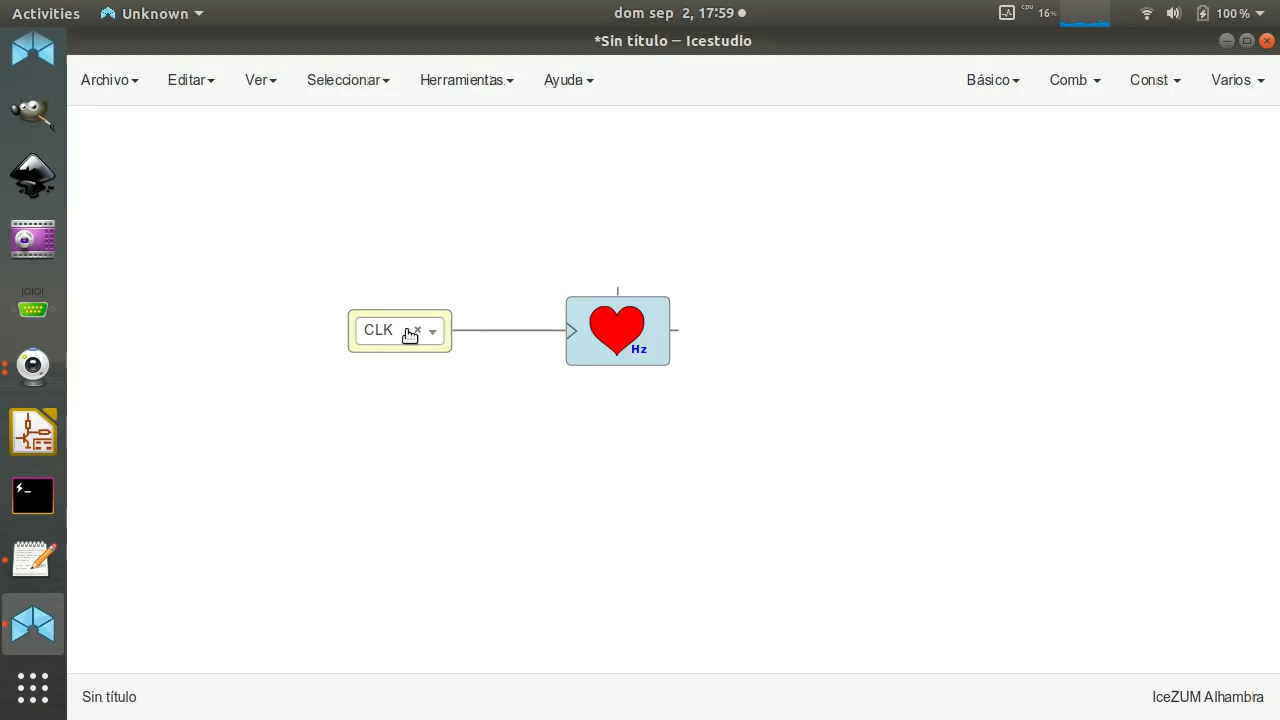 Activities
Unknown
dom sep 2, 17:59
cpu
16%
100 %
*Sin título — Icestudio
Archivo
Editar
Ver
Seleccionar
Herramientas
Ayuda
Básico
Comb
Const
Varios
CLK
×
Hz
IOIOI
Sin título
IceZUM Alhambra